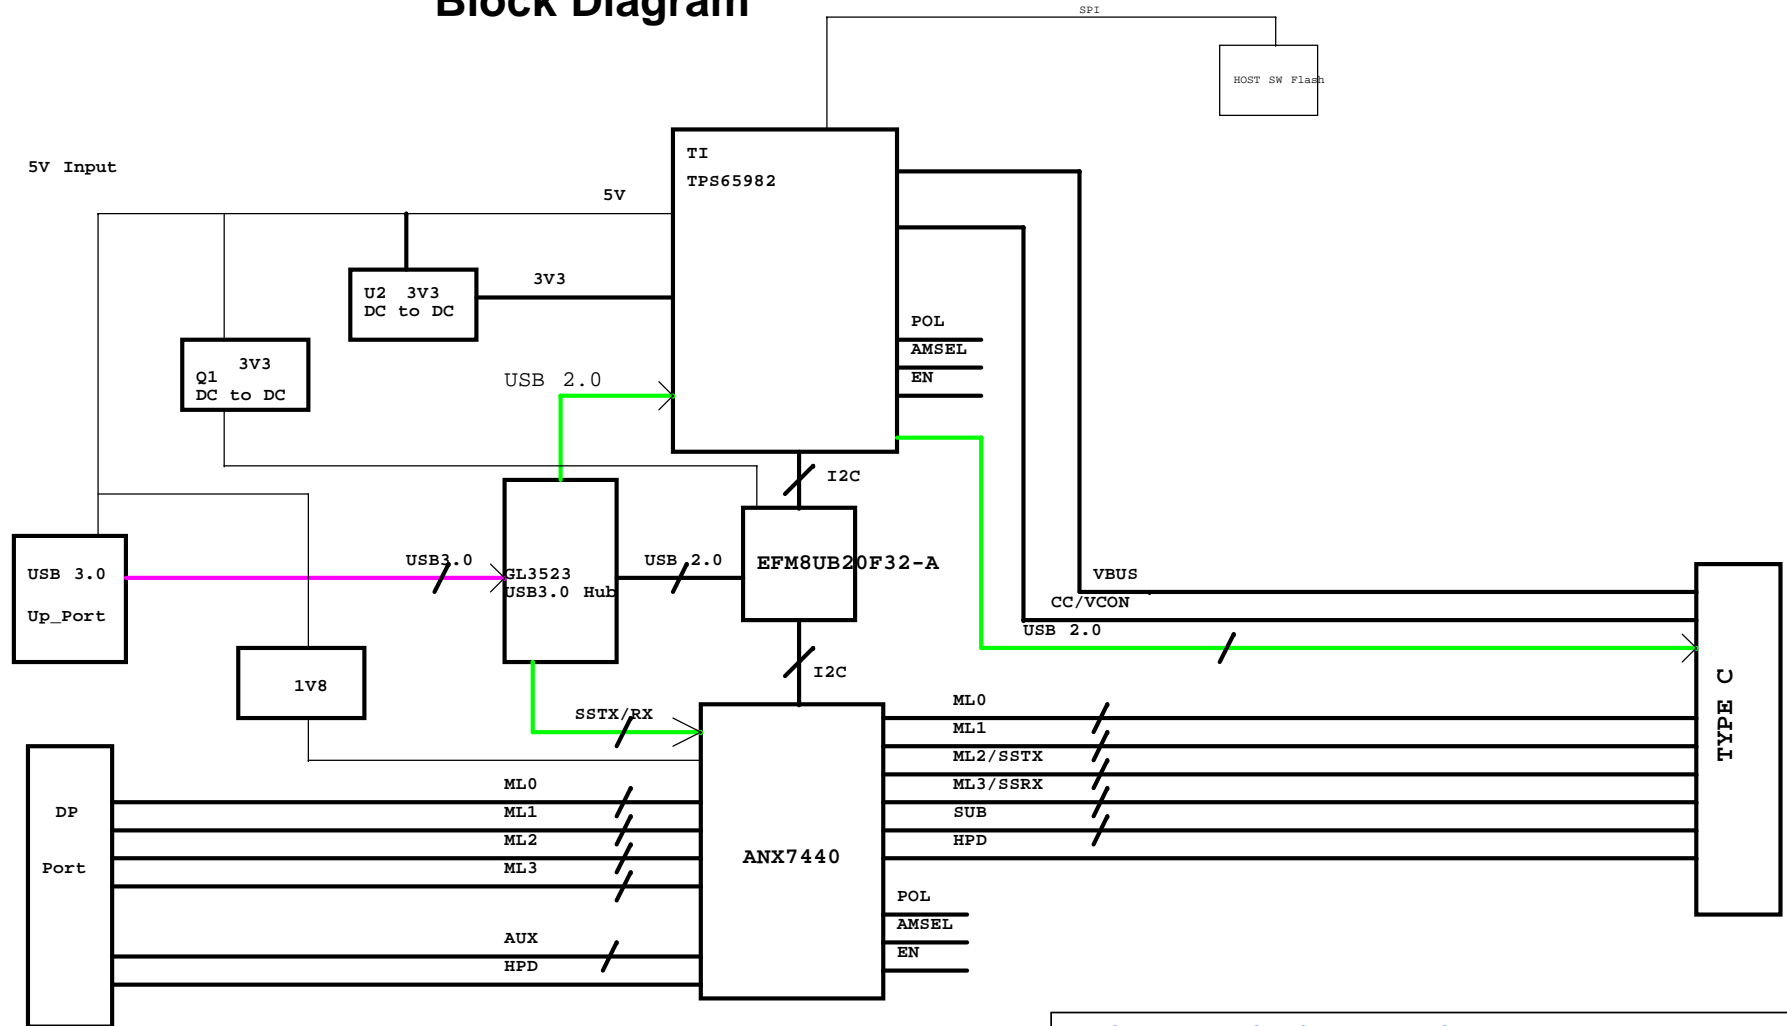 Block Diagram
SPI
HOST SW Flash
TI
TPS65982
5V Input
5V
3V3
U2 3V3
DC to DC
3V3
Q1
DC to DC
POL
AMSEL
EN
USB 2.0
I2C
USB 3.0
Up_Port
USB3.0
GL3523
USB3.0 Hub
USB 2.0
EFM8UB20F32-A
VBUS
CC/VCON
USB 2.0
I2C
1V8
SSTX/RX
ML0
ML1
ML2/SSTX
ML3/SSRX
SUB
HPD
TYPE C
DP
Port
ML0
ML1
ML2
ML3
AUX
HPD
ANX7440
POL
AMSEL
EN